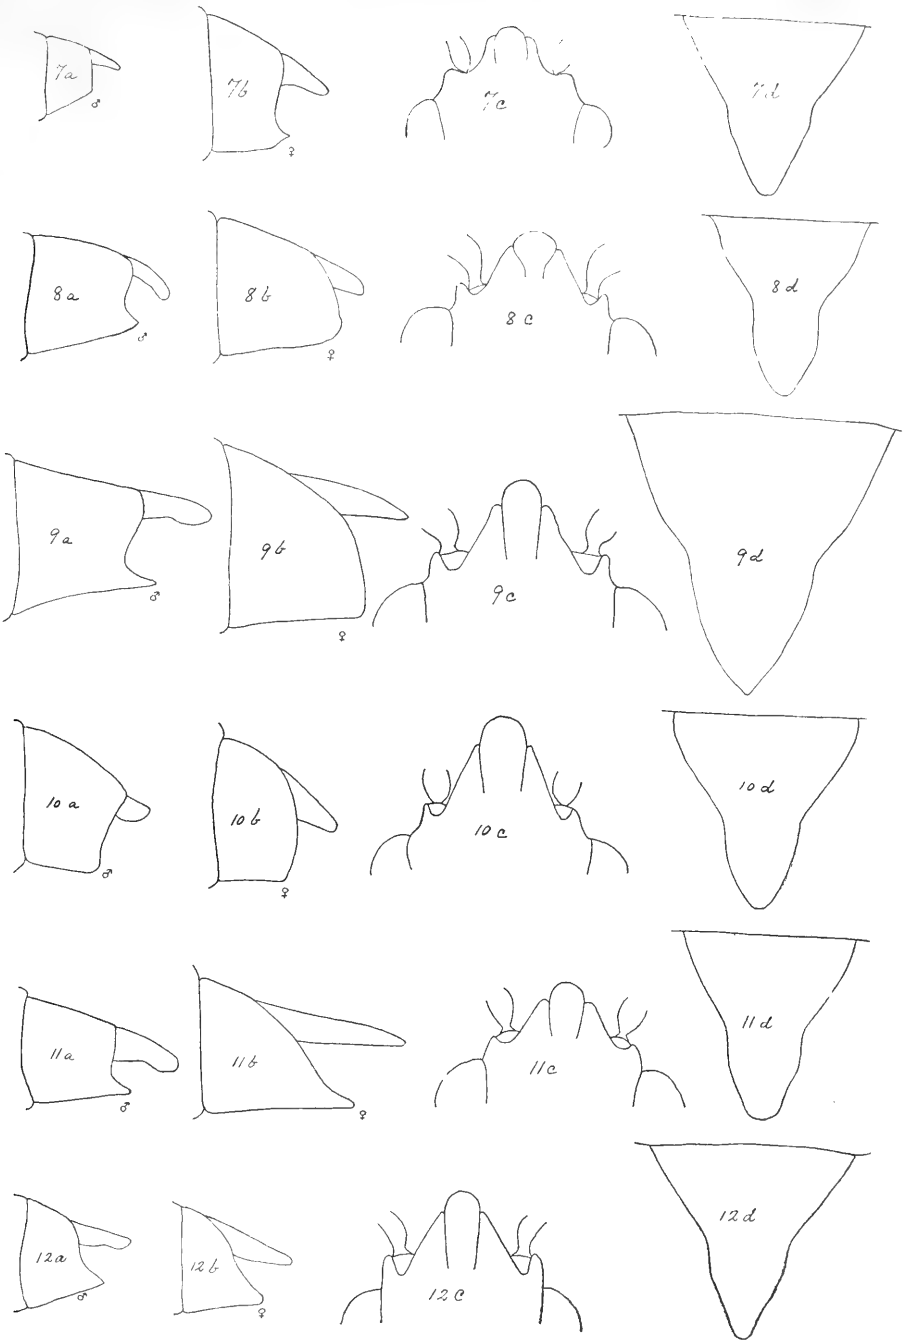 7a
♂
7b
♀
7c
7d
8a
♂
8b
♀
8c
8d
9a
♂
9b
♀
9c
9d
10a
♂
10b
♀
10c
10d
11a
♂
11b
♀
11c
11d
12a
♂
12b
♀
12c
12d